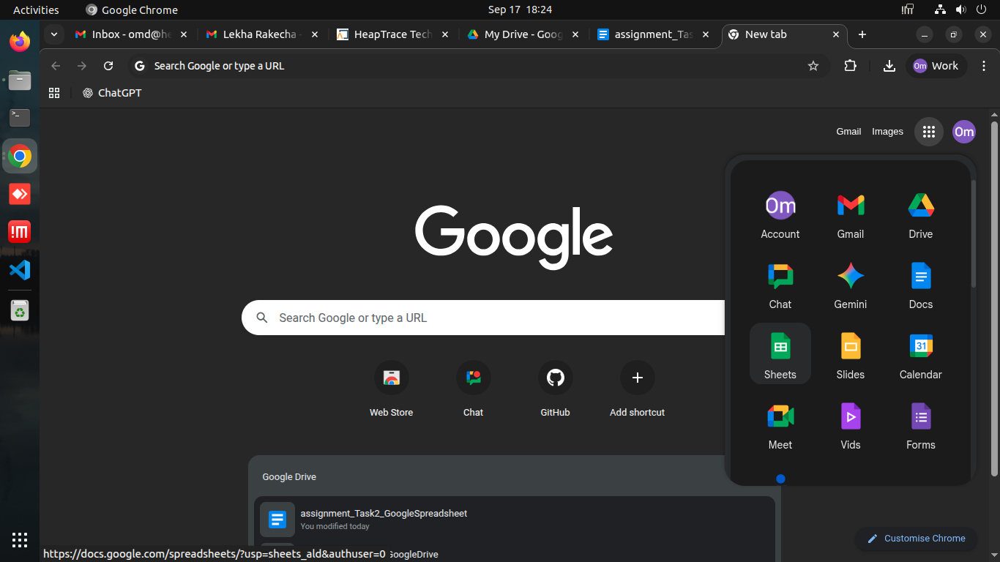 Activities
Google Chrome
Sep 17 18:24
Inbox - omd@he
Lekha Rakecha -
HeapTrace Tech
My Drive - Goog
assignment_Tas
New tab
Search Google or type a URL
Om
Work
ChatGPT
Gmail
Images
Om
Google
Search Google or type a URL
Web Store
Chat
GitHub
Add shortcut
Om
Account
Gmail
Drive
Chat
Gemini
Docs
Sheets
Slides
31
Calendar
Meet
Vids
Forms
Google Drive
assignment_Task2_GoogleSpreadsheet
You modified today
GoogleDrive
Customise Chrome
https://docs.google.com/spreadsheets/?usp=sheets_ald&authuser=0